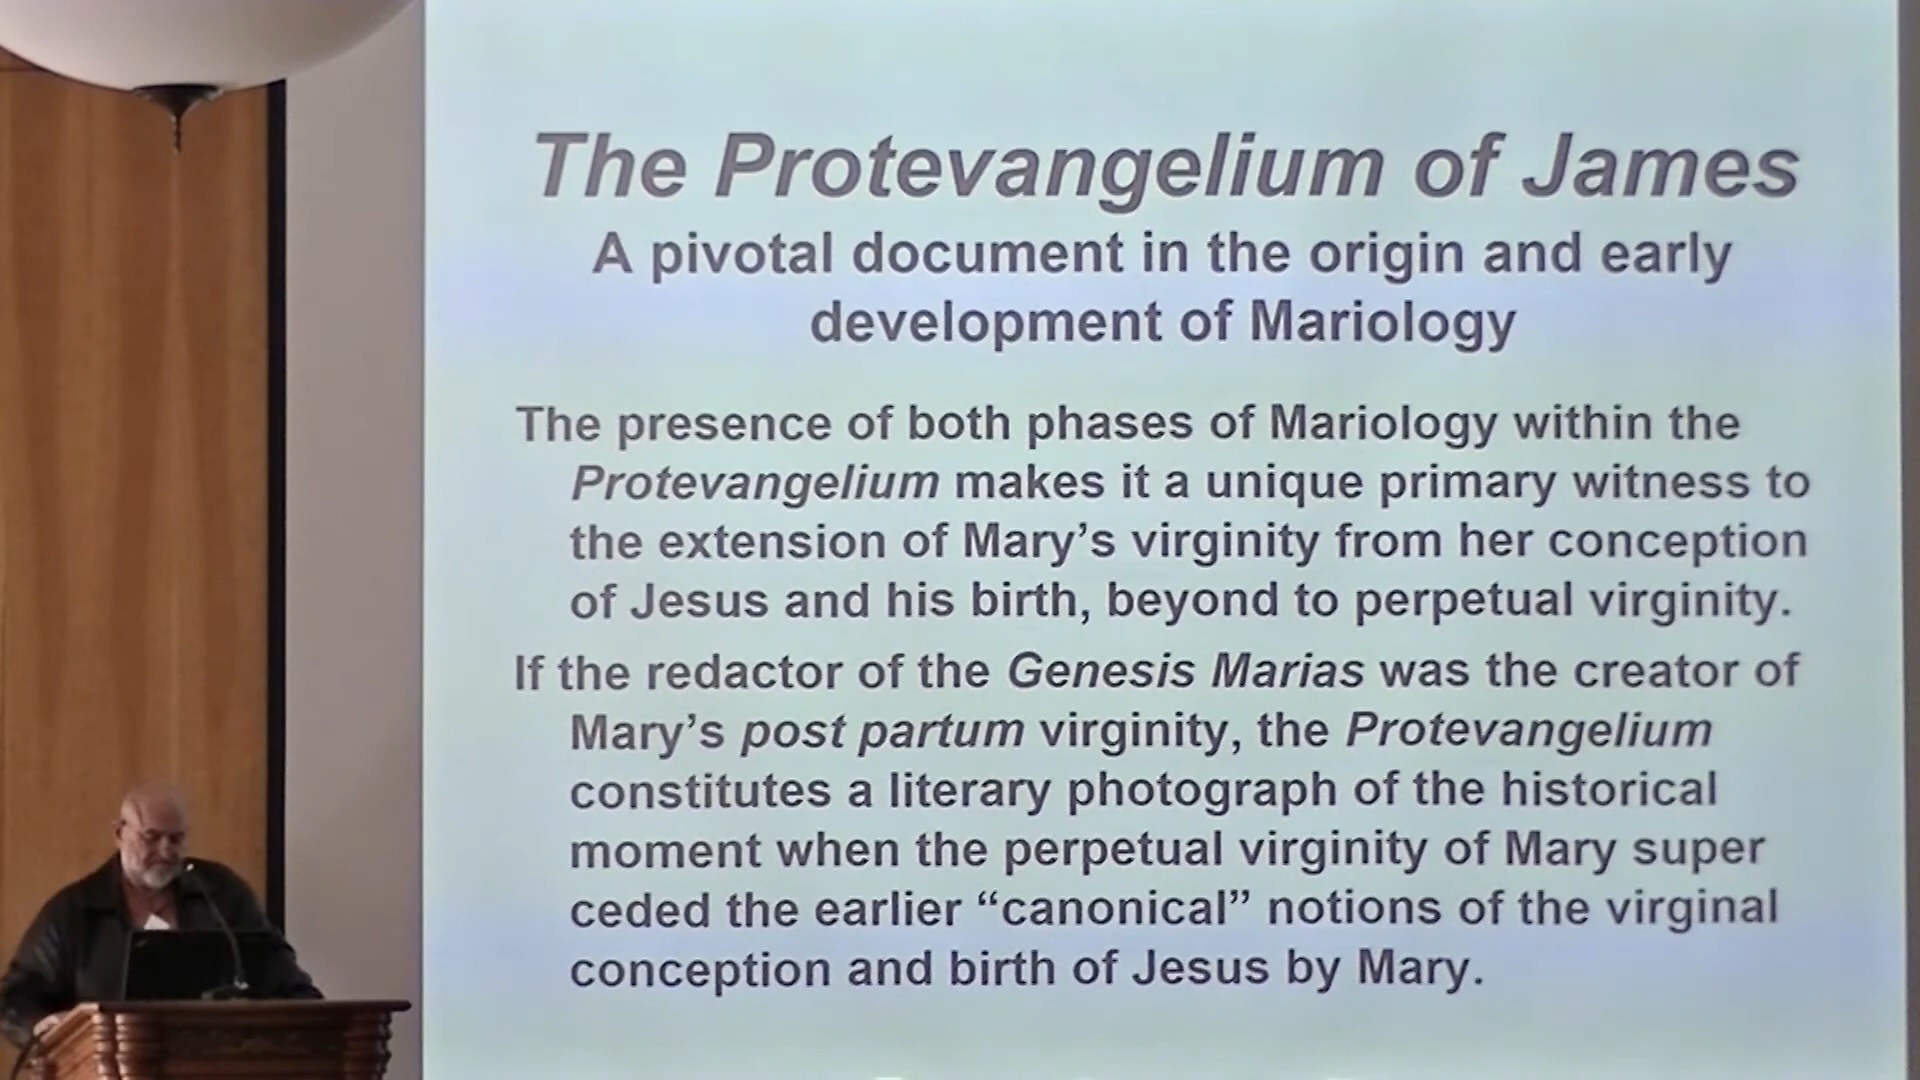 The Protevangelium of James
A pivotal document in the origin and early
development of Mariology
The presence of both phases of Mariology within the
Protevangelium makes it a unique primary witness to
the extension of Mary’s virginity from her conception
of Jesus and his birth, beyond to perpetual virginity.
If the redactor of the Genesis Marias was the creator of
Mary’s post partum virginity, the Protevangelium
constitutes a literary photograph of the historical
moment when the perpetual virginity of Mary super
ceded the earlier “canonical” notions of the virginal
conception and birth of Jesus by Mary.